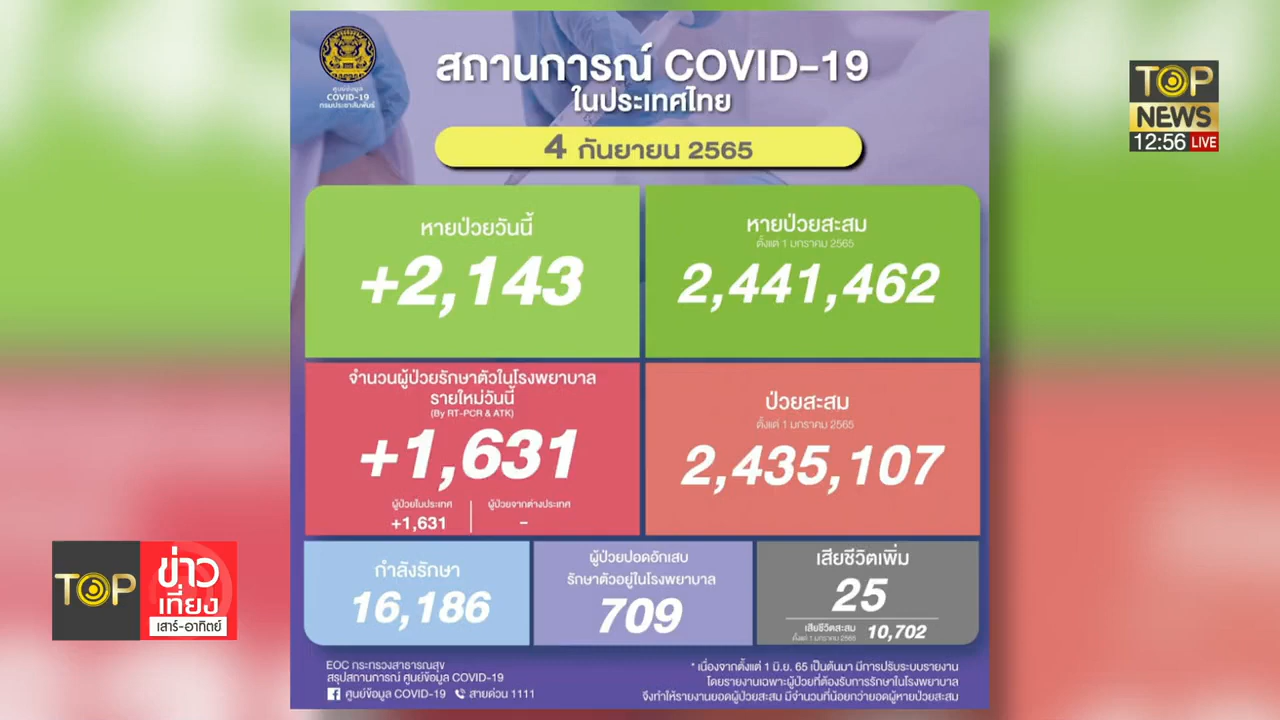 ศูนย์ข้อมูล
COVID-19
กรมประชาสัมพันธ์
สถานการณ์ COVID-19
ในประเทศไทย
4 กันยายน 2565
TOP
NEWS
12:56 LIVE
หายป่วยวันนี้
+2,143
หายป่วยสะสม
ตั้งแต่ 1 มกราคม 2565
2,441,462
จำนวนผู้ป่วยรักษาตัวในโรงพยาบาล
รายใหม่วันนี้
(By RT-PCR & ATK)
+1,631
ผู้ป่วยในประเทศ
+1,631
ผู้ป่วยจากต่างประเทศ
-
ป่วยสะสม
ตั้งแต่ 1 มกราคม 2565
2,435,107
กำลังรักษา
16,186
ผู้ป่วยปอดอักเสบ
รักษาตัวอยู่ในโรงพยาบาล
709
เสียชีวิตเพิ่ม
25
เสียชีวิตสะสม
ตั้งแต่ 1 มกราคม 2565
10,702
TOP
ข่าว
เที่ยง
เสาร์-อาทิตย์
EOC กระทรวงสาธารณสุข
สรุปสถานการณ์ ศูนย์ข้อมูล COVID-19
ศูนย์ข้อมูล COVID-19 สายด่วน 1111
* เนื่องจากตั้งแต่ 1 มิ.ย. 65 เป็นต้นมา มีการปรับระบบรายงาน
โดยรายงานเฉพาะผู้ป่วยที่ต้องรับการรักษาในโรงพยาบาล
จึงทำให้รายงานยอดผู้ป่วยสะสม มีจำนวนที่น้อยกว่ายอดผู้หายป่วยสะสม